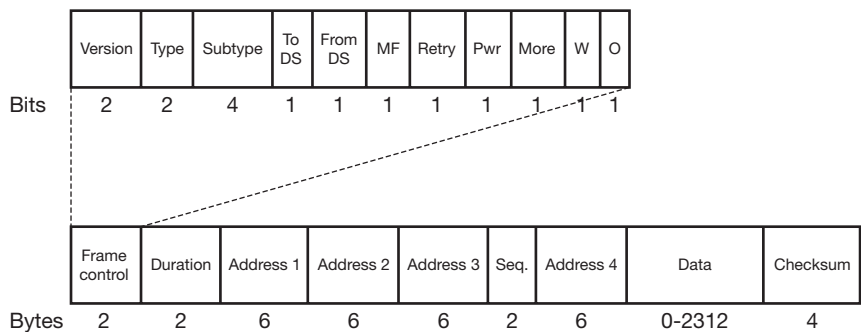 Version Type Subtype To DS From DS MF Retry Pwr More W O
Bits 2 2 4 1 1 1 1 1 1 1 1
Frame control Duration Address 1 Address 2 Address 3 Seq. Address 4 Data Checksum
Bytes 2 2 6 6 6 2 6 0-2312 4